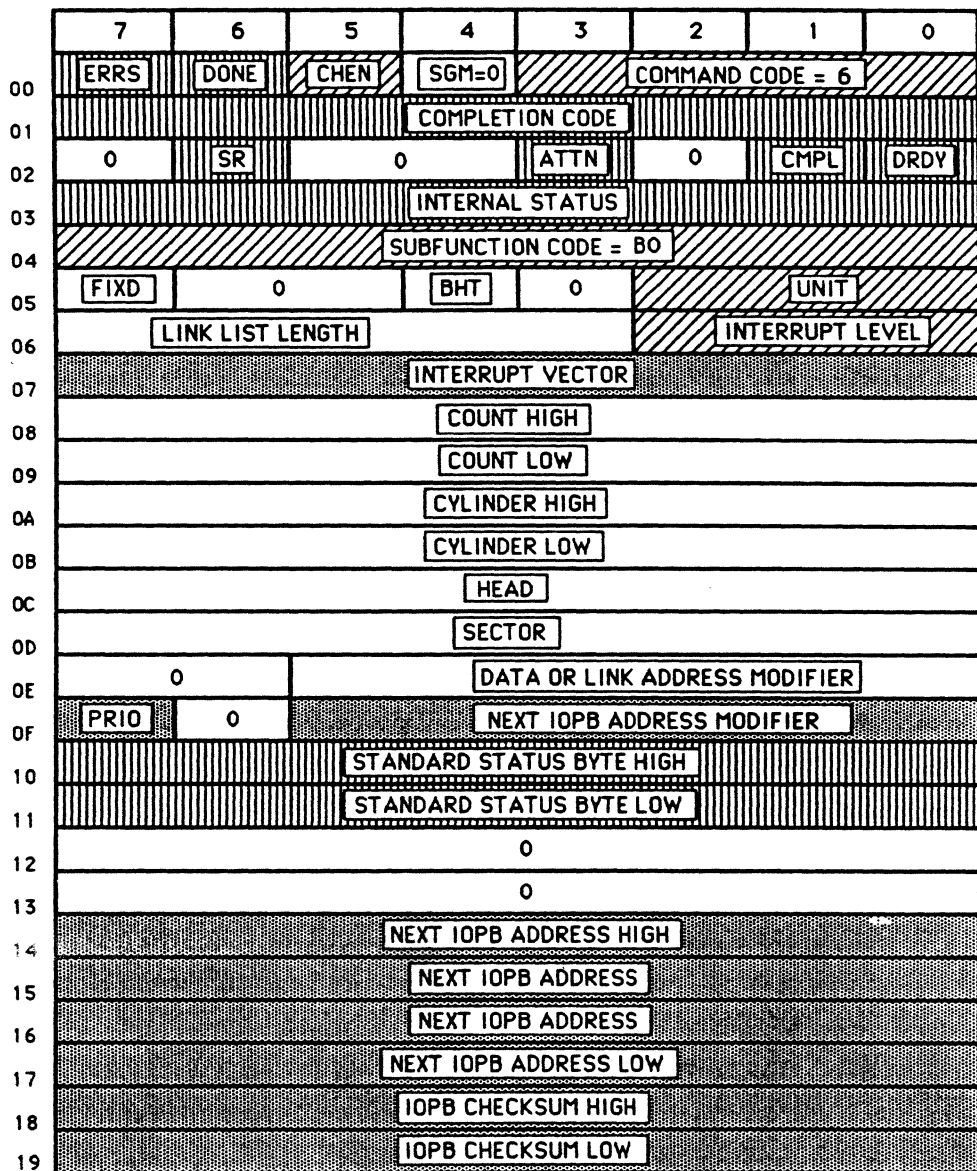 7 6 5 4 3 2 1 0
00 ERRS DONE CHEN SGM=0 COMMAND CODE = 6
01 COMPLETION CODE
02 0 SR 0 ATTN 0 CMPL DRDY
03 INTERNAL STATUS
04 SUBFUNCTION CODE = B0
05 FIXD 0 BHT 0 UNIT
06 LINK LIST LENGTH INTERRUPT LEVEL
07 INTERRUPT VECTOR
08 COUNT HIGH
09 COUNT LOW
0A CYLINDER HIGH
0B CYLINDER LOW
0C HEAD
0D SECTOR
0E 0 DATA OR LINK ADDRESS MODIFIER
0F PRIO 0 NEXT IOPB ADDRESS MODIFIER
10 STANDARD STATUS BYTE HIGH
11 STANDARD STATUS BYTE LOW
12 0
13 0
14 NEXT IOPB ADDRESS HIGH
15 NEXT IOPB ADDRESS
16 NEXT IOPB ADDRESS
17 NEXT IOPB ADDRESS LOW
18 IOPB CHECKSUM HIGH
19 IOPB CHECKSUM LOW